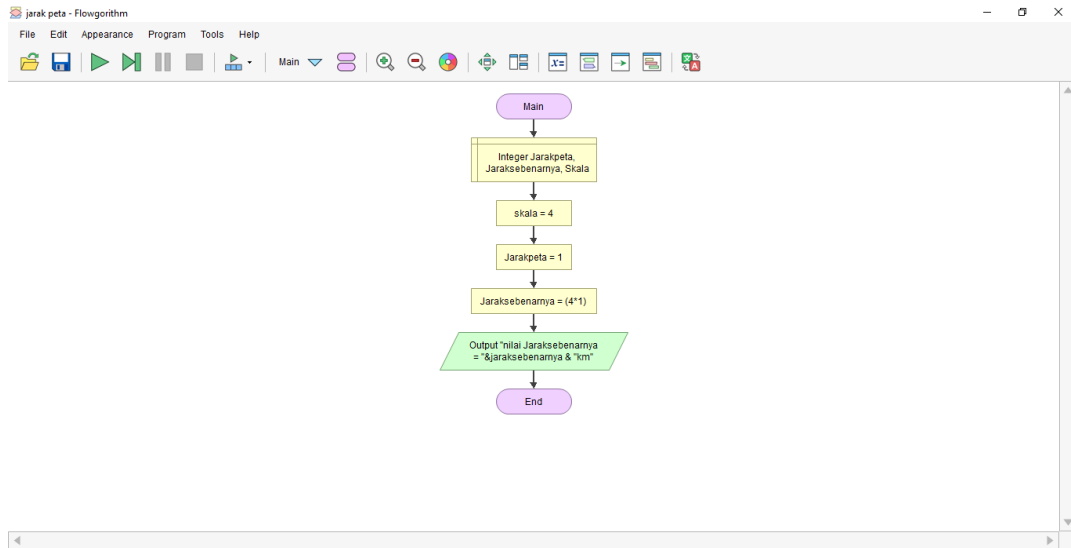 jarak peta - Flowgorithm
File Edit Appearance Program Tools Help
Main
x=
A
Main
Integer Jarakpeta,
Jaraksebenarnya, Skala
skala = 4
Jarakpeta = 1
Jaraksebenarnya = (4*1)
Output "nilai Jaraksebenarnya
= "&jaraksebenarnya & "km"
End